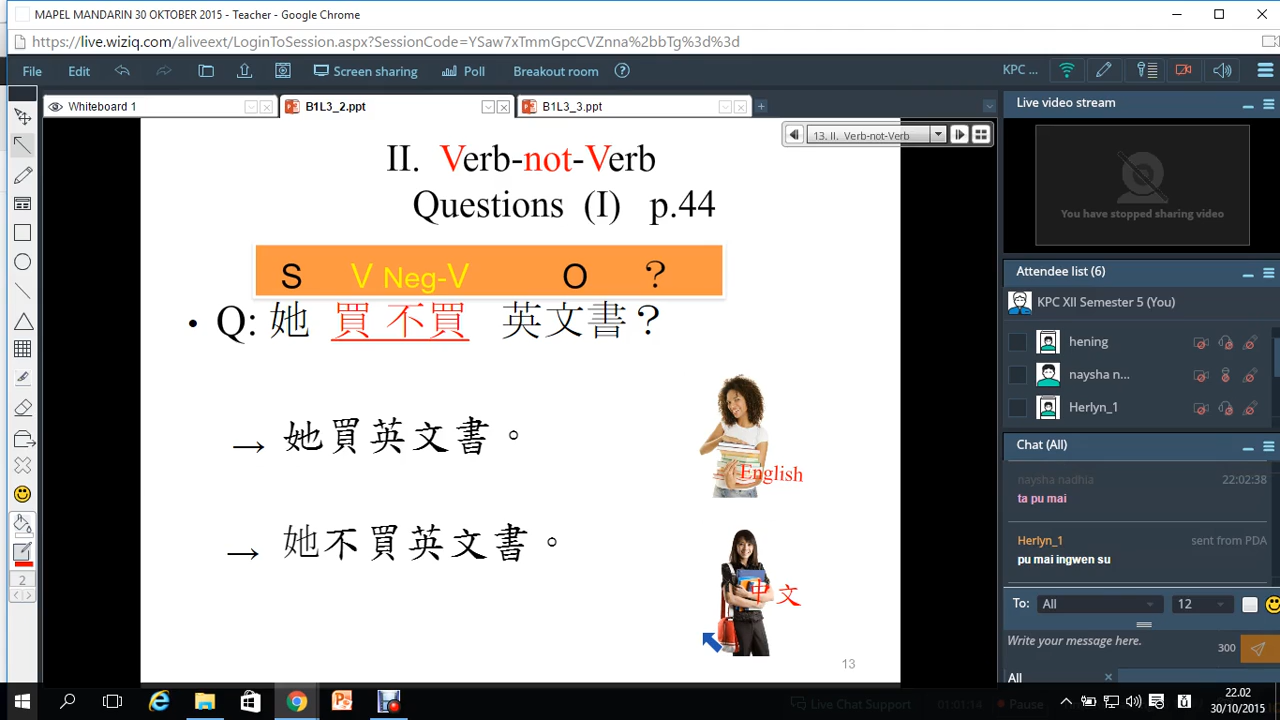 MAPEL MANDARIN 30 OKTOBER 2015 - Teacher - Google Chrome
https://live.wiziq.com/aliveext/LoginToSession.aspx?SessionCode=YSaw7xTmmGpcCVZnna%2bbTg%3d%3d
File Edit Screen sharing Poll Breakout room KPC ...
Whiteboard 1 B1L3_2.ppt B1L3_3.ppt
13. II. Verb-not-Verb
II. Verb-not-Verb
Questions (I) p.44
S V Neg-V O ？
• Q: 她 買 不買 英文書？
→ 她買英文書。
English
→ 她不買英文書。
中文
13
2
Live video stream
You have stopped sharing video
Attendee list (6)
KPC XII Semester 5 (You)
hening
naysha n...
Herlyn_1
Chat (All)
naysha nadhia 22:02:38
ta pu mai
Herlyn_1 sent from PDA
pu mai ingwen su
To: All 12
Write your message here. 300
All
Live Chat Support 01:01:14 Pause
22.02
30/10/2015